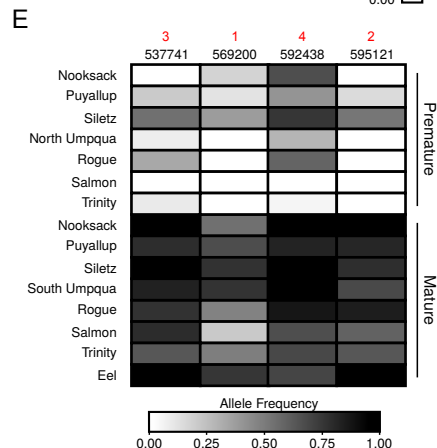 0.00
E
3 1 4 2
537741 569200 592438 595121
Nooksack
Puyallup
Siletz
North Umpqua
Rogue
Salmon
Trinity
Premature
Nooksack
Puyallup
Siletz
South Umpqua
Rogue
Salmon
Trinity
Eel
Mature
Allele Frequency
0.00 0.25 0.50 0.75 1.00